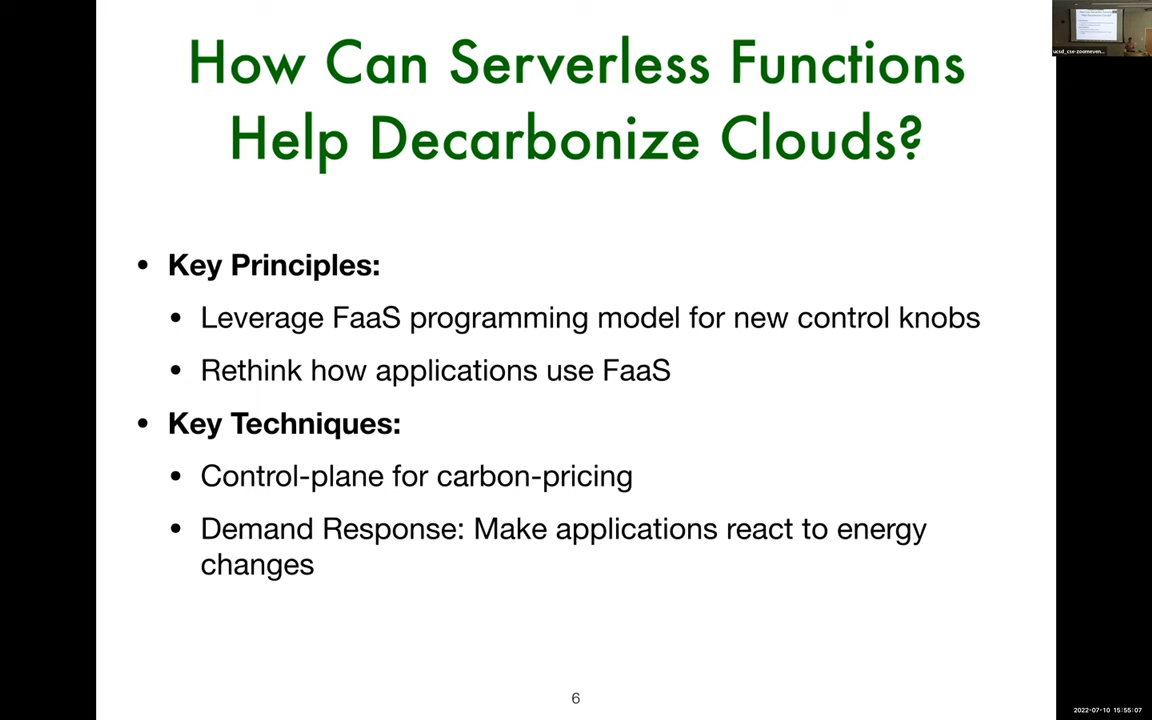 How Can Serverless Functions
Help Decarbonize Clouds?
• Key Principles:
• Leverage FaaS programming model for new control knobs
• Rethink how applications use FaaS
• Key Techniques:
• Control-plane for carbon-pricing
• Demand Response: Make applications react to energy
changes
6
ucsd_cse-zoomeven...
2022-07-10 15:55:07